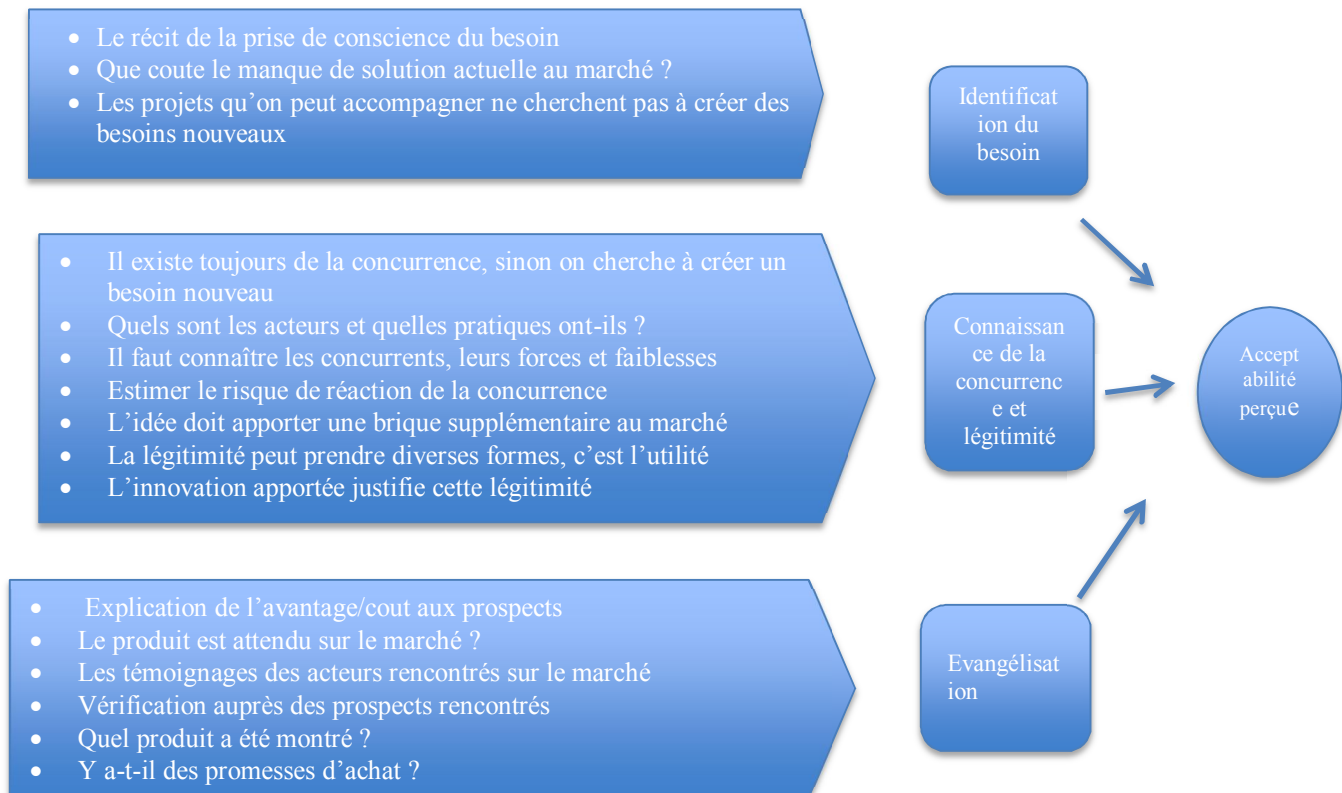 • Le récit de la prise de conscience du besoin
• Que coute le manque de solution actuelle au marché ?
• Les projets qu’on peut accompagner ne cherchent pas à créer des
besoins nouveaux
Identificat
ion du
besoin
• Il existe toujours de la concurrence, sinon on cherche à créer un
besoin nouveau
• Quels sont les acteurs et quelles pratiques ont-ils ?
• Il faut connaître les concurrents, leurs forces et faiblesses
• Estimer le risque de réaction de la concurrence
• L’idée doit apporter une brique supplémentaire au marché
• La légitimité peut prendre diverses formes, c’est l’utilité
• L’innovation apportée justifie cette légitimité
Connaissan
ce de la
concurrenc
e et
légitimité
Accept
abilité
perçue
• Explication de l’avantage/cout aux prospects
• Le produit est attendu sur le marché ?
• Les témoignages des acteurs rencontrés sur le marché
• Vérification auprès des prospects rencontrés
• Quel produit a été montré ?
• Y a-t-il des promesses d’achat ?
Evangélisat
ion